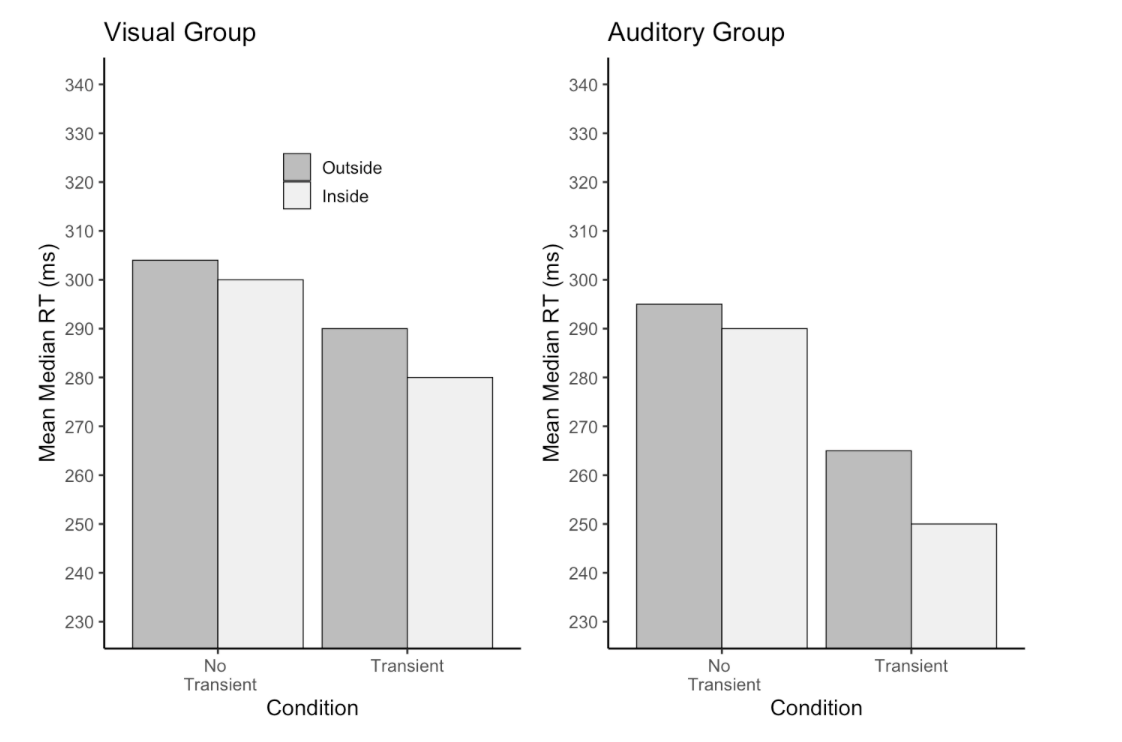 Visual Group
Mean Median RT (ms)
340
330
320
310
300
290
280
270
260
250
240
230
Outside
Inside
No
Transient
Transient
Condition
Auditory Group
Mean Median RT (ms)
340
330
320
310
300
290
280
270
260
250
240
230
No
Transient
Transient
Condition